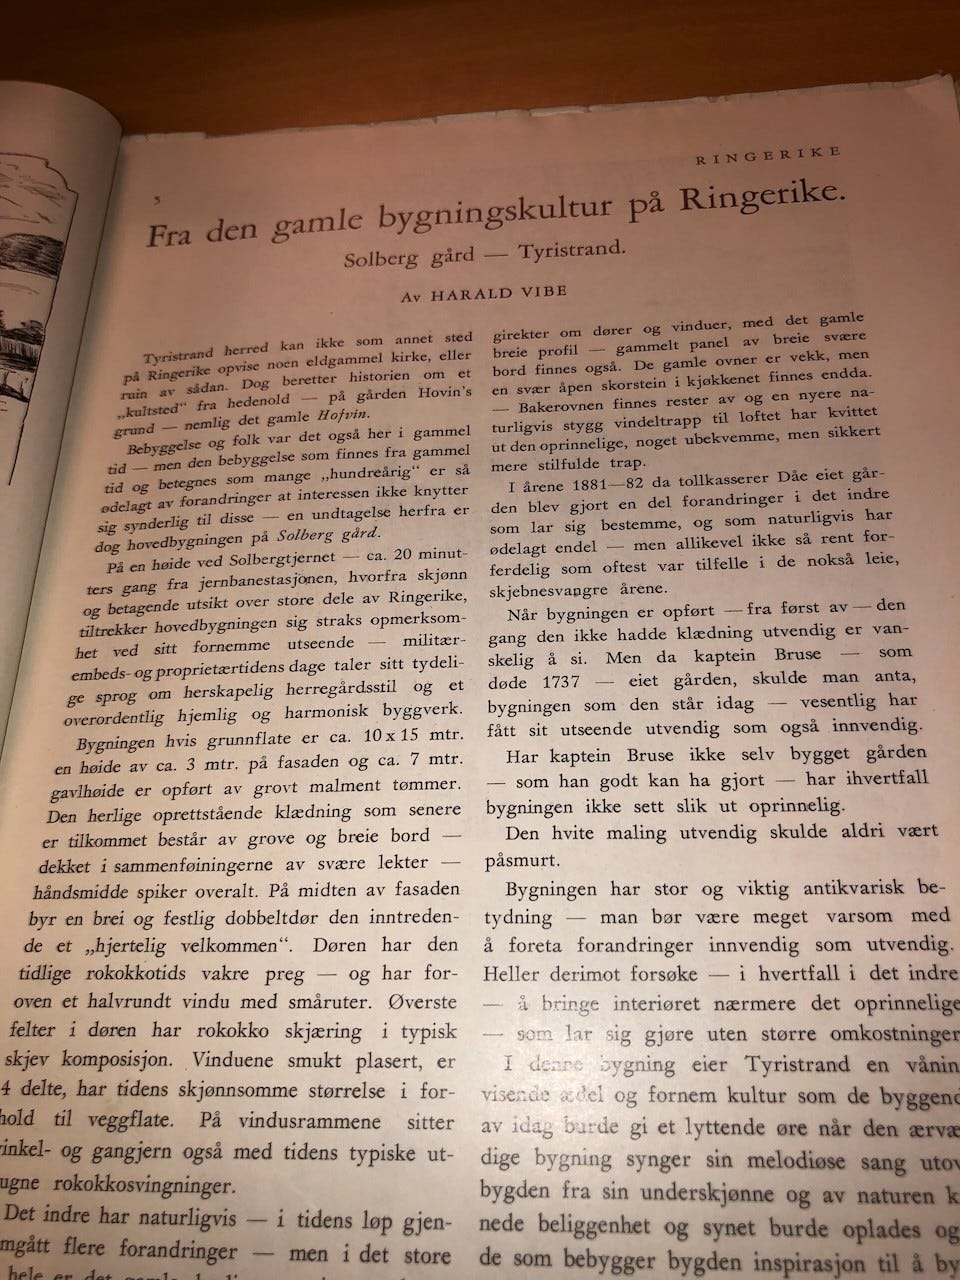 RINGERIKE
Fra den gamle bygningskultur på Ringerike.
Solberg gård — Tyristrand.
Av HARALD VIBE
Tyristrand herred kan ikke som annet sted
på Ringerike opvise noen eldgammel kirke, eller
ruin av sådan. Dog beretter historien om et
„kultsted“ fra hedenold — på gården Hovin's
grund — nemlig det gamle Hofvin.
Bebyggelse og folk var det også her i gammel
tid — men den bebyggelse som finnes fra gammel
tid og betegnes som mange „hundreårig“ er så
ødelagt av forandringer at interessen ikke knytter
sig synderlig til disse — en undtagelse herfra er
dog hovedbygningen på Solberg gård.
På en høide ved Solbergtjernet — ca. 20 minut-
ters gang fra jernbanestasjonen, hvorfra skjønn
og betagende utsikt over store dele av Ringerike,
tiltrekker hovedbygningen sig straks opmerksom-
het ved sitt fornemme utseende — militær-
embeds- og proprietærtidens dage taler sitt tydeli-
ge sprog om herskapelig herregårdsstil og et
overordentlig hjemlig og harmonisk byggverk.
Bygningen hvis grunnflate er ca. 10 x 15 mtr.
en høide av ca. 3 mtr. på fasaden og ca. 7 mtr.
gavlhøide er opført av grovt malment tømmer.
Den herlige oprettstående klædning som senere
er tilkommet består av grove og breie bord —
dekket i sammenføiningerne av svære lekter —
håndsmidde spiker overalt. På midten av fasaden
byr en brei og festlig dobbeltdør den inntreden-
de et „hjertelig velkommen“. Døren har den
tidlige rokokkotids vakre preg — og har for-
oven et halvrundt vindu med småruter. Øverste
felter i døren har rokokko skjæring i typisk
skjev komposisjon. Vinduene smukt plasert, er
4 delte, har tidens skjønnsomme størrelse i for-
hold til veggflate. På vindusrammene sitter
vinkel- og gangjern også med tidens typiske ut-
rokokkosvingninger.
Det indre har naturligvis — i tidens løp gjen-
mgått flere forandringer — men i det store
hele er det gamle
girekter om dører og vinduer, med det gamle
breie profil — gammelt panel av breie svære
bord finnes også. De gamle ovner er vekk, men
en svær åpen skorstein i kjøkkenet finnes endda.
— Bakerovnen finnes rester av og en nyere na-
turligvis stygg vindeltrapp til loftet har kvittet
ut den oprinnelige, noget ubekvemme, men sikkert
mere stilfulde trap.
I årene 1881—82 da tollkasserer Dåe eiet går-
den blev gjort en del forandringer i det indre
som lar sig bestemme, og som naturligvis har
ødelagt endel — men allikevel ikke så rent for-
ferdelig som oftest var tilfelle i de nokså leie,
skjebnesvangre årene.
Når bygningen er opført — fra først av — den
gang den ikke hadde klædning utvendig er van-
skelig å si. Men da kaptein Bruse — som
døde 1737 — eiet gården, skulde man anta,
bygningen som den står idag — vesentlig har
fått sit utseende utvendig som også innvendig.
Har kaptein Bruse ikke selv bygget gården
— som han godt kan ha gjort — har ihvertfall
bygningen ikke sett slik ut oprinnelig.
Den hvite maling utvendig skulde aldri vært
påsmurt.
Bygningen har stor og viktig antikvarisk be-
tydning — man bør være meget varsom med
å foreta forandringer innvendig som utvendig.
Heller derimot forsøke — i hvertfall i det indre
— å bringe interiøret nærmere det oprinnelige
— som lar sig gjøre uten større omkostninger
I denne bygning eier Tyristrand en vånin
visende ædel og fornem kultur som de byggend
av idag burde gi et lyttende øre når den ærvæ
dige bygning synger sin melodiøse sang utov
bygden fra sin underskjønne og av naturen k
nede beliggenhet og synet burde oplades og
de som bebygger bygden inspirasjon til å by